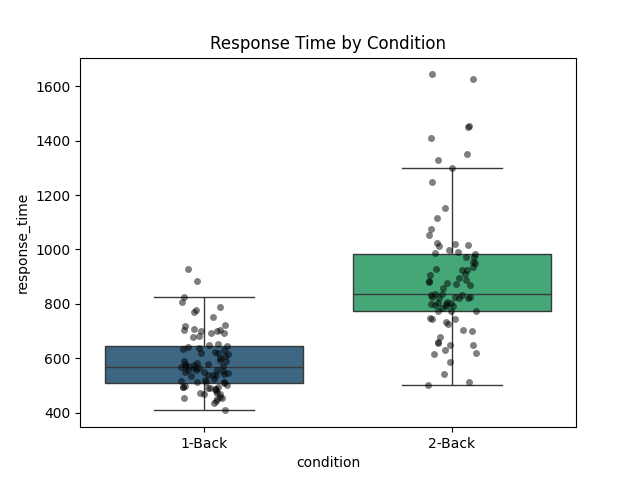 Response Time by Condition
1600
1400
1200
1000
800
600
400
response_time
1-Back
2-Back
condition